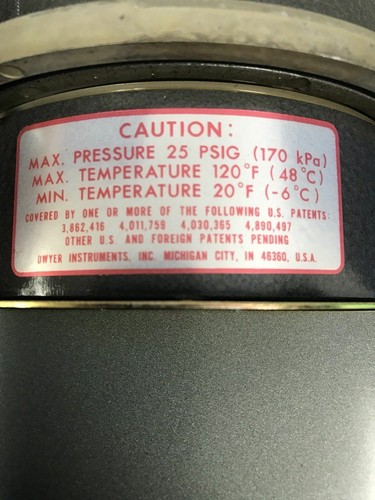 CAUTION:
MAX. PRESSURE 25 PSIG (170 kPa)
MAX. TEMPERATURE 120°F (48°C)
MIN. TEMPERATURE 20°F (-6°C)
COVERED BY ONE OR MORE OF THE FOLLOWING U.S. PATENTS:
3,862,416 4,011,759 4,030,365 4,890,497
OTHER U.S AND FOREIGN PATENTS PENDING
DWYER INSTRUMENTS, INC. MICHIGAN CITY, IN 46360, U.S.A.